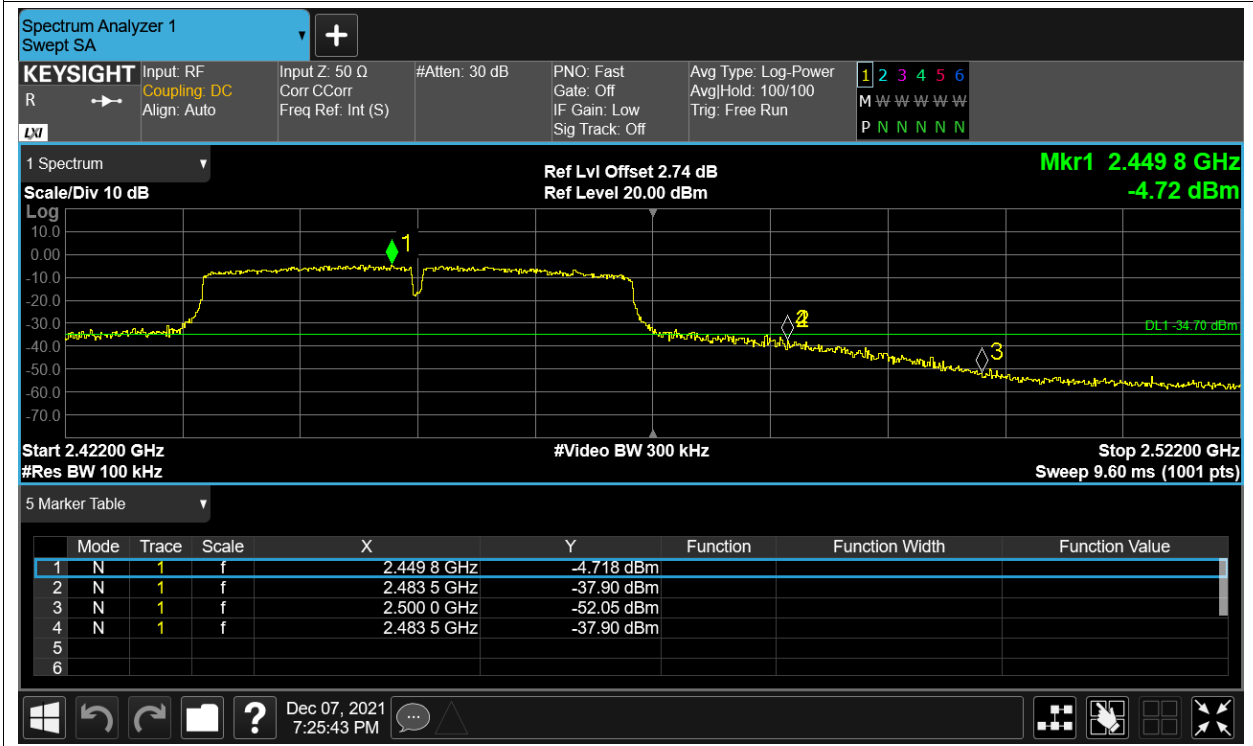 Spectrum Analyzer 1
Swept SA
+
KEYSIGHT Input: RF Input Z: 50 Ω #Atten: 30 dB PNO: Fast Avg Type: Log-Power 1 2 3 4 5 6
R Coupling: DC Corr CCorr Gate: Off Avg|Hold: 100/100 M W W W W W
Align: Auto Freq Ref: Int (S) IF Gain: Low Trig: Free Run
LXI Sig Track: Off P N N N N N
1 Spectrum Ref Lvl Offset 2.74 dB Mkr1 2.449 8 GHz
Scale/Div 10 dB Ref Level 20.00 dBm -4.72 dBm
Log
10.0
1
0.00
-10.0
-20.0
-30.0 2 DL1 -34.70 dBm
-40.0 3
-50.0
-60.0
-70.0
Start 2.42200 GHz #Video BW 300 kHz Stop 2.52200 GHz
#Res BW 100 kHz Sweep 9.60 ms (1001 pts)
5 Marker Table
Mode Trace Scale X Y Function Function Width Function Value
1 N 1 f 2.449 8 GHz -4.718 dBm
2 N 1 f 2.483 5 GHz -37.90 dBm
3 N 1 f 2.500 0 GHz -52.05 dBm
4 N 1 f 2.483 5 GHz -37.90 dBm
5
6
? Dec 07, 2021
7:25:43 PM